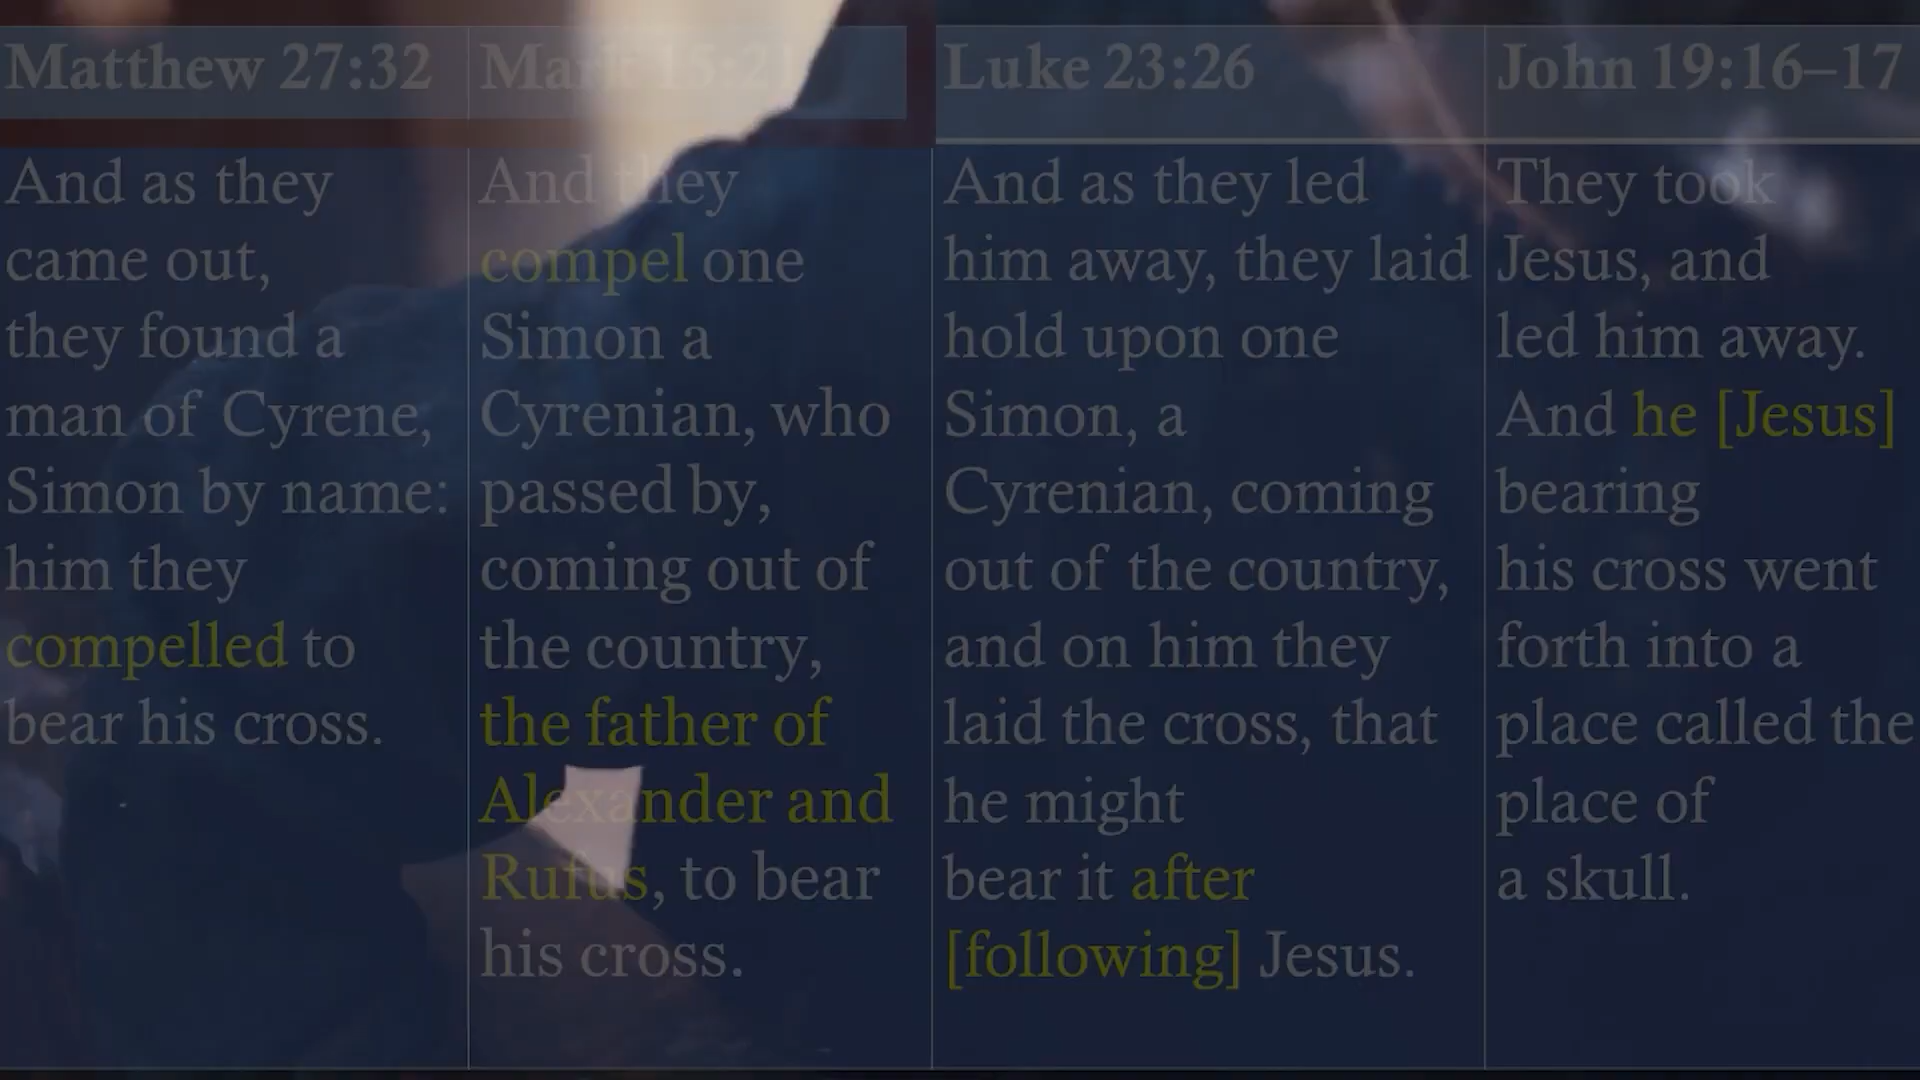 Matthew 27:32
And as they
came out,
they found a
man of Cyrene,
Simon by name:
him they
compelled to
bear his cross.
Mark 15:21
And they
compel one
Simon a
Cyrenian, who
passed by,
coming out of
the country,
the father of
Alexander and
Rufus, to bear
his cross.
Luke 23:26
And as they led
him away, they laid
hold upon one
Simon, a
Cyrenian, coming
out of the country,
and on him they
laid the cross, that
he might
bear it after
[following] Jesus.
John 19:16–17
They took
Jesus, and
led him away.
And he [Jesus]
bearing
his cross went
forth into a
place called the
place of
a skull.